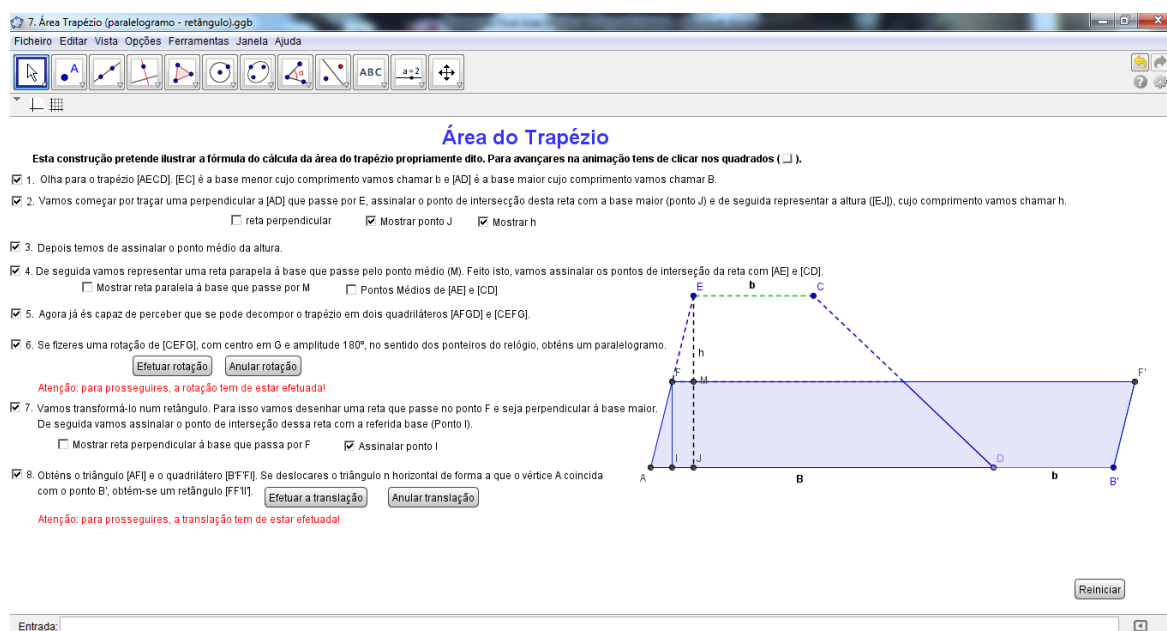 7. Área Trapézio (paralelogramo - retângulo).ggb
Ficheiro Editar Vista Opções Ferramentas Janela Ajuda
A
α
ABC
a=2
Área do Trapézio
Esta construção pretende ilustrar a fórmula do cálcula da área do trapézio propriamente dito. Para avançares na animação tens de clicar nos quadrados ( ).
1. Olha para o trapézio [AECD]. [EC] é a base menor cujo comprimento vamos chamar b e [AD] é a base maior cujo comprimento vamos chamar B.
2. Vamos começar por traçar uma perpendicular a [AD] que passe por E, assinalar o ponto de intersecção desta reta com a base maior (ponto J) e de seguida representar a altura ([EJ]), cujo comprimento vamos chamar h.
reta perpendicular Mostrar ponto J Mostrar h
3. Depois temos de assinalar o ponto médio da altura.
4. De seguida vamos representar uma reta parapela à base que passe pelo ponto médio (M). Feito isto, vamos assinalar os pontos de interseção da reta com [AE] e [CD].
Mostrar reta paralela à base que passe por M Pontos Médios de [AE] e [CD]
E b C
5. Agora já és capaz de perceber que se pode decompor o trapézio em dois quadriláteros [AFGD] e [CEFG].
6. Se fizeres uma rotação de [CEFG], com centro em G e amplitude 180º, no sentido dos ponteiros do relógio, obténs um paralelogramo.
h
Efetuar rotação Anular rotação
F M F'
Atenção: para prosseguires, a rotação tem de estar efetuada!
7. Vamos transformá-lo num retângulo. Para isso vamos desenhar uma reta que passe no ponto F e seja perpendicular à base maior.
De seguida vamos assinalar o ponto de interseção dessa reta com a referida base (Ponto I).
Mostrar reta perpendicular à base que passa por F Assinalar ponto I
I J D
8. Obténs o triângulo [AFI] e o quadrilátero [B'F'FI]. Se deslocares o triângulo n horizontal de forma a que o vértice A coincida
com o ponto B', obtém-se um retângulo [FF'II'].
A B b B'
Efetuar a translação Anular translação
Atenção: para prosseguires, a translação tem de estar efetuada!
Reiniciar
Entrada: